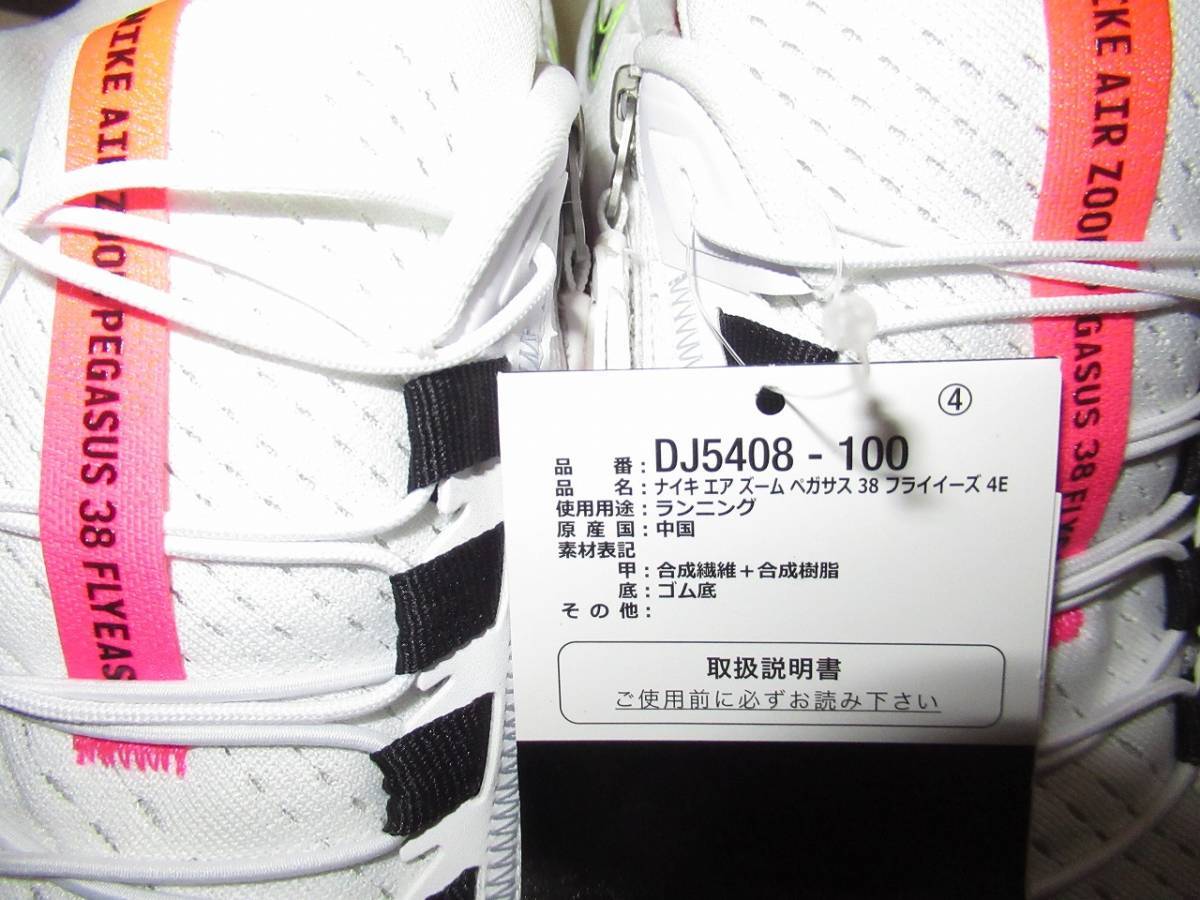 NIKE AIR ZOOM PEGASUS 38 FLYEAS
KE AIR ZOOM PEGASUS 38 FLY
④
品 番：DJ5408 - 100
品 名：ナイキ エア ズーム ペガサス 38 フライイーズ 4E
使用用途：ランニング
原 産 国：中国
素材表記
甲：合成繊維＋合成樹脂
底：ゴム底
そ の 他：
取扱説明書
ご使用前に必ずお読み下さい